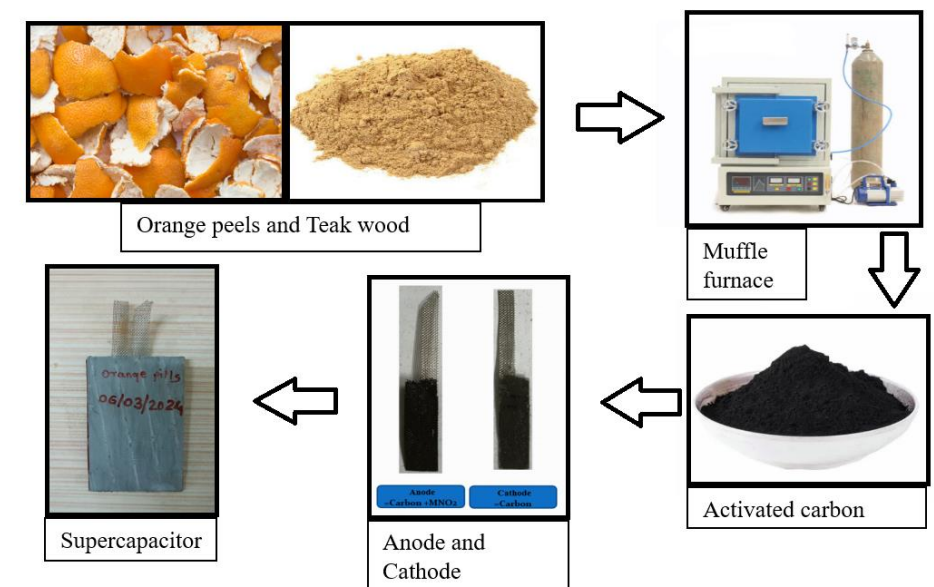 Orange peels and Teak wood
Muffle
furnace
Activated carbon
Anode
-Carbon +MNO2
Cathode
-Carbon
Anode and
Cathode
orange pills
06/03/2024
Supercapacitor